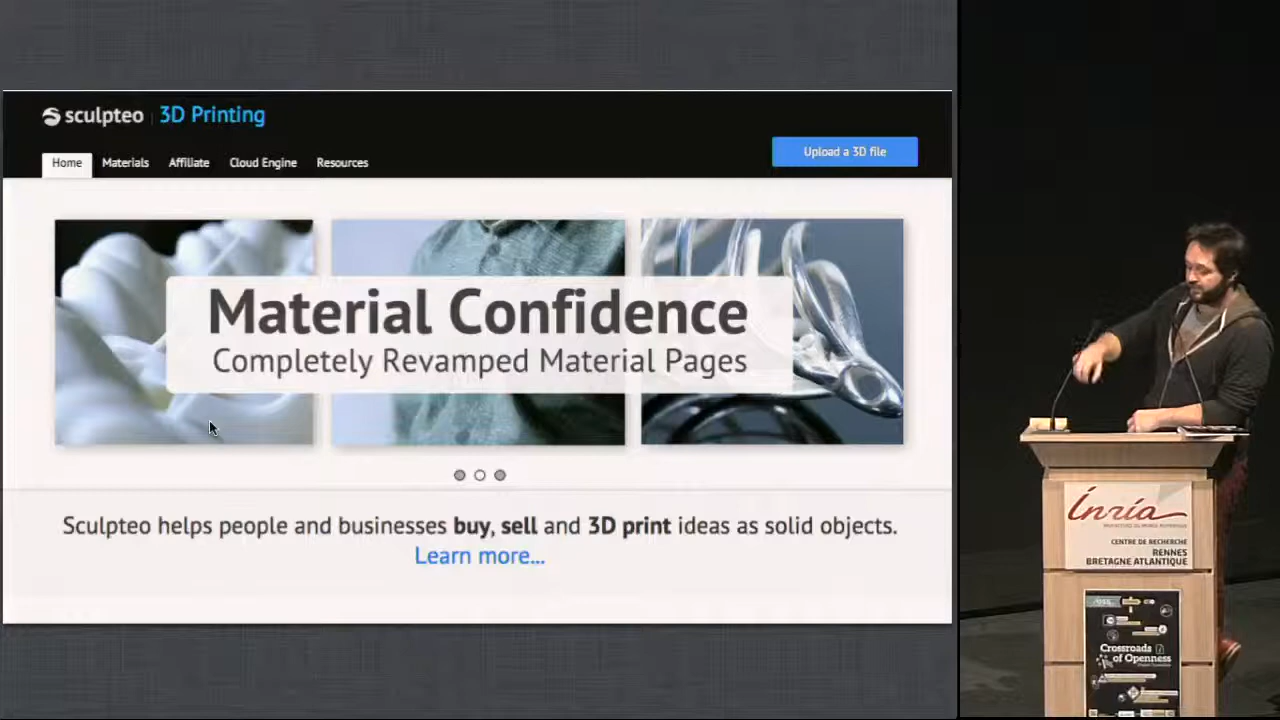 sculpteo | 3D Printing
Home Materials Affiliate Cloud Engine Resources
Upload a 3D file
Material Confidence
Completely Revamped Material Pages
Sculpteo helps people and businesses buy, sell and 3D print ideas as solid objects.
Learn more...
Inria
CENTRE DE RECHERCHE
RENNES
BRETAGNE ATLANTIQUE
Crossroads
of Openness